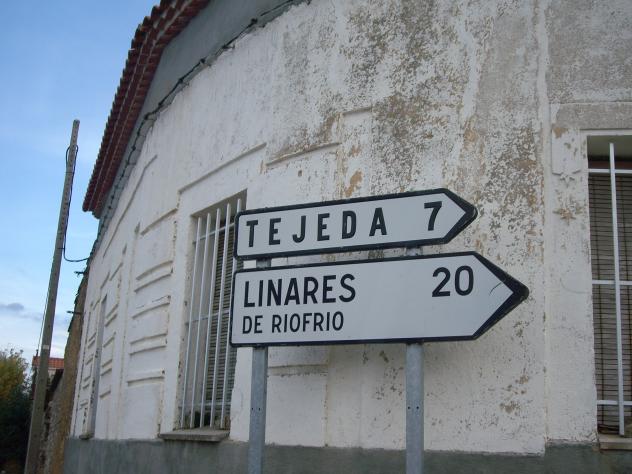 TEJEDA 7
LINARES 20
DE RIOFRIO